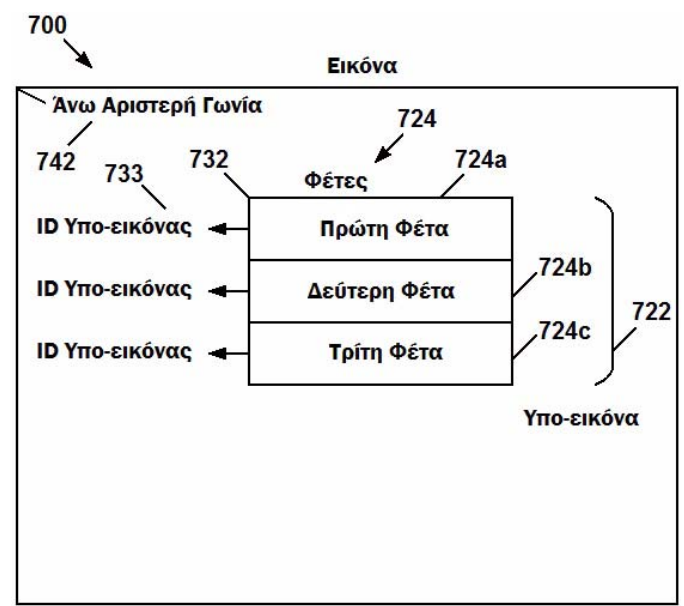 700
Εικόνα
Άνω Αριστερή Γωνία
742
733
732
724
724a
Φέτες
ID Υπο-εικόνας
Πρώτη Φέτα
ID Υπο-εικόνας
Δεύτερη Φέτα
724b
722
ID Υπο-εικόνας
Τρίτη Φέτα
724c
Υπο-εικόνα